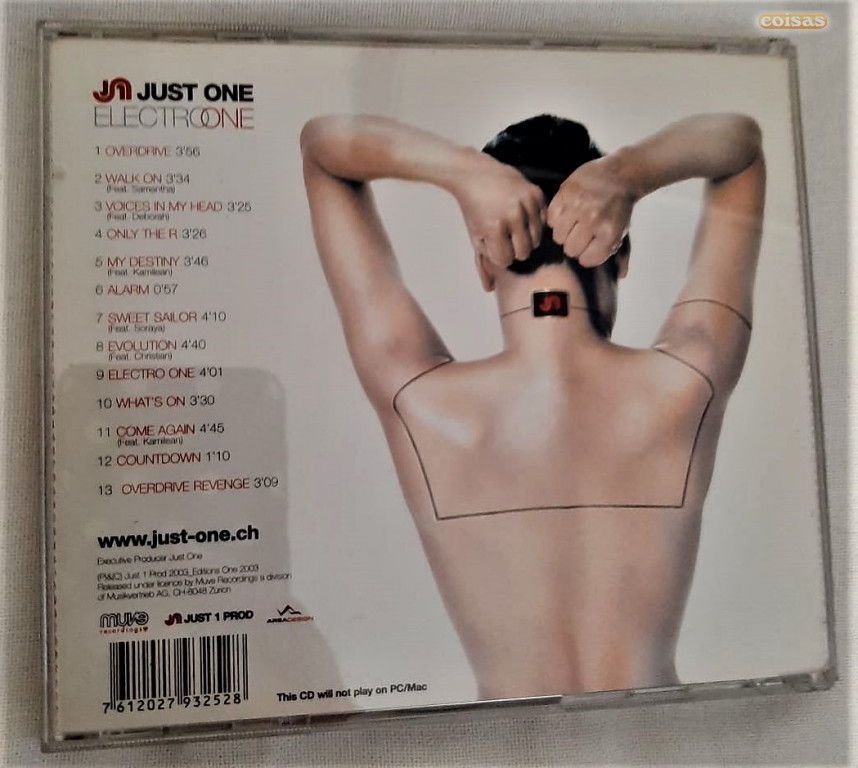 coisas
JUST ONE
ELECTROONE
1 OVERDRIVE 3'56
2 WALK ON 3'34
(Feat. Samantha)
3 VOICES IN MY HEAD 3'25
(Feat. Deborah)
4 ONLY THE R 3'26
5 MY DESTINY 3'46
(Feat. Kamilean)
6 ALARM 0'57
7 SWEET SAILOR 4'10
(Feat. Soraya)
8 EVOLUTION 4'40
(Feat. Christian)
9 ELECTRO ONE 4'01
10 WHAT'S ON 3'30
11 COME AGAIN 4'45
(Feat. Kamilean)
12 COUNTDOWN 1'10
13 OVERDRIVE REVENGE 3'09
www.just-one.ch
Executive Producer Just One
(P)&(C) Just 1 Prod 2003_Editions One 2003
Released under licence by Muve Recordings a division
of Musikvertrieb AG, CH-8048 Zürich
muve
recordings
JUST 1 PROD
AREADESIGN
7 612027 932528
This CD will not play on PC/Mac